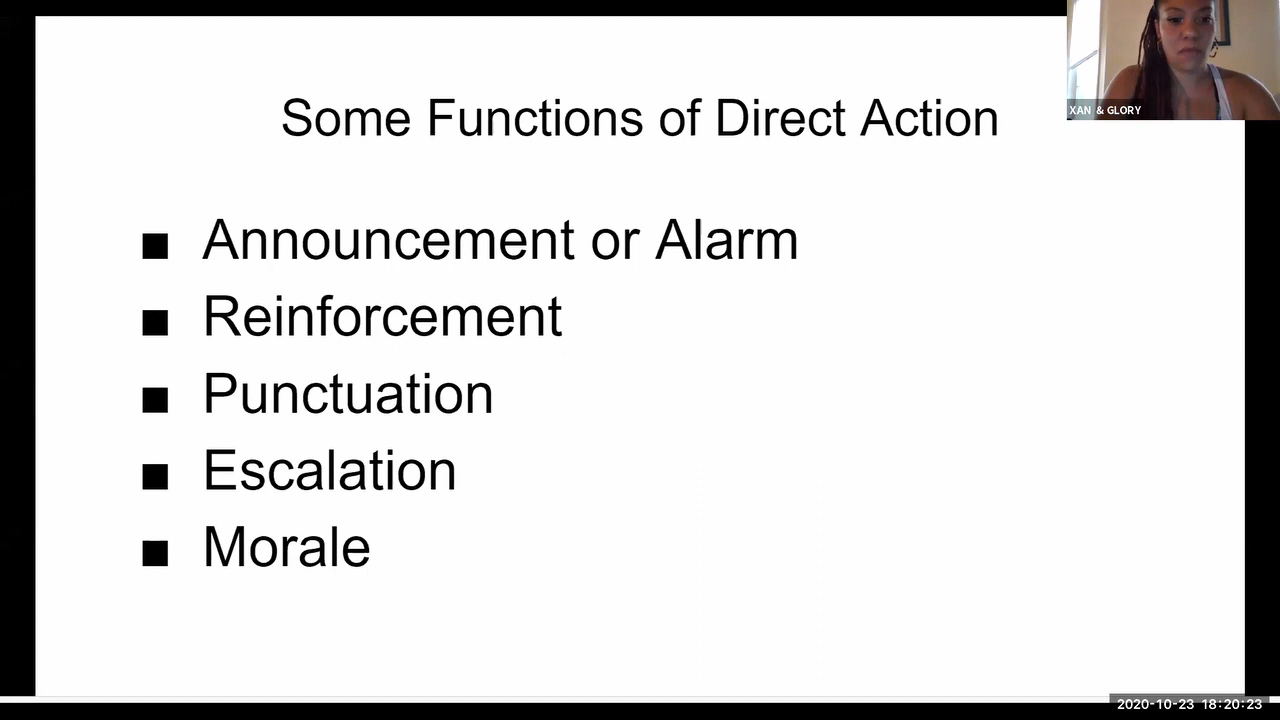 Some Functions of Direct Action
XAN & GLORY
■ Announcement or Alarm
■ Reinforcement
■ Punctuation
■ Escalation
■ Morale
2020-10-23 18:20:23